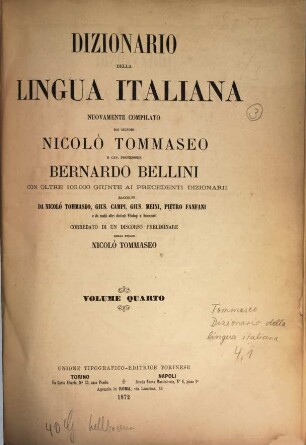 DIZIONARIO
DELLA
LINGUA ITALIANA
NUOVAMENTE COMPILATO
DAI SIGNORI
NICOLÒ TOMMASEO
E CAV. PROFESSORE
BERNARDO BELLINI
CON OLTRE 100,000 GIUNTE AI PRECEDENTI DIZIONARII
RACCOLTE
DA NICOLÒ TOMMASEO, GIUS. CAMPI, GIUS. MEINI, PIETRO FANFANI
e da molti altri distinti Filologi e Scienziati
CORREDATO DI UN DISCORSO PRELIMINARE
DELLO STESSO
NICOLÒ TOMMASEO
VOLUME QUARTO
UNIONE TIPOGRAFICO-EDITRICE TORINESE
TORINO
NAPOLI
1872
3
Tommaseo
Dizionario della
lingua italiana
4,1